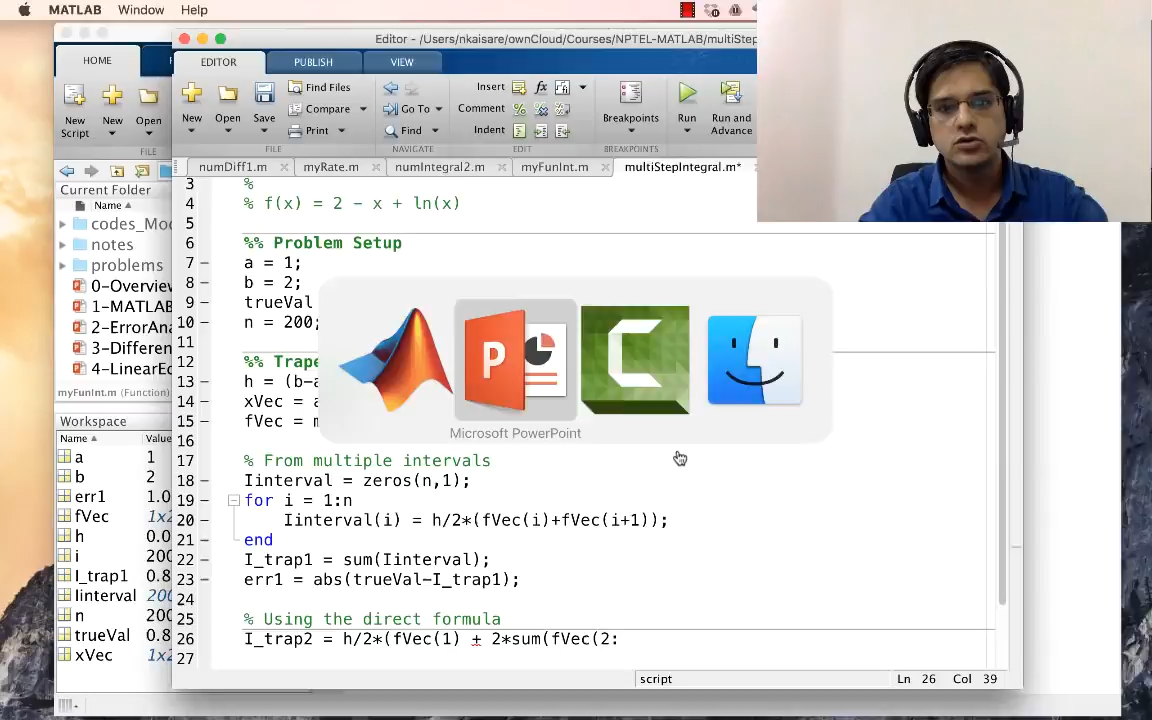 MATLAB Window Help
Editor - /Users/nkaisare/ownCloud/Courses/NPTEL-MATLAB/multiStep
HOME
EDITOR PUBLISH VIEW
New Script New Open
New Open Save
Find Files
Compare
Print
Go To
Find
Insert
Comment
Indent
Breakpoints
Run
Run and Advance
FILE
FILE NAVIGATE EDIT BREAKPOINTS RUN
numDiff1.m myRate.m numIntegral2.m myFunInt.m multiStepIntegral.m*
Current Folder
Name
codes_Mod
notes
problems
0-Overview
1-MATLAB
2-ErrorAna
3-Different
4-LinearEq
myFunInt.m (Function)
Workspace
Name Value
a 1
b 2
err1 1.0
fVec 1x2
h 0.0
i 200
I_trap1 0.8
Iinterval 200
n 200
trueVal 0.8
xVec 1x2
3 %
4 % f(x) = 2 - x + ln(x)
5
6 %% Problem Setup
7 a = 1;
8 b = 2;
9 trueVal
10 n = 200;
11
12 %% Trape
13 h = (b-a
14 xVec = a
15 fVec = m
16
17 % From multiple intervals
18 Iinterval = zeros(n,1);
19 for i = 1:n
20 Iinterval(i) = h/2*(fVec(i)+fVec(i+1));
21 end
22 I_trap1 = sum(Iinterval);
23 err1 = abs(trueVal-I_trap1);
24
25 % Using the direct formula
26 I_trap2 = h/2*(fVec(1) + 2*sum(fVec(2:
27
Microsoft PowerPoint
script Ln 26 Col 39